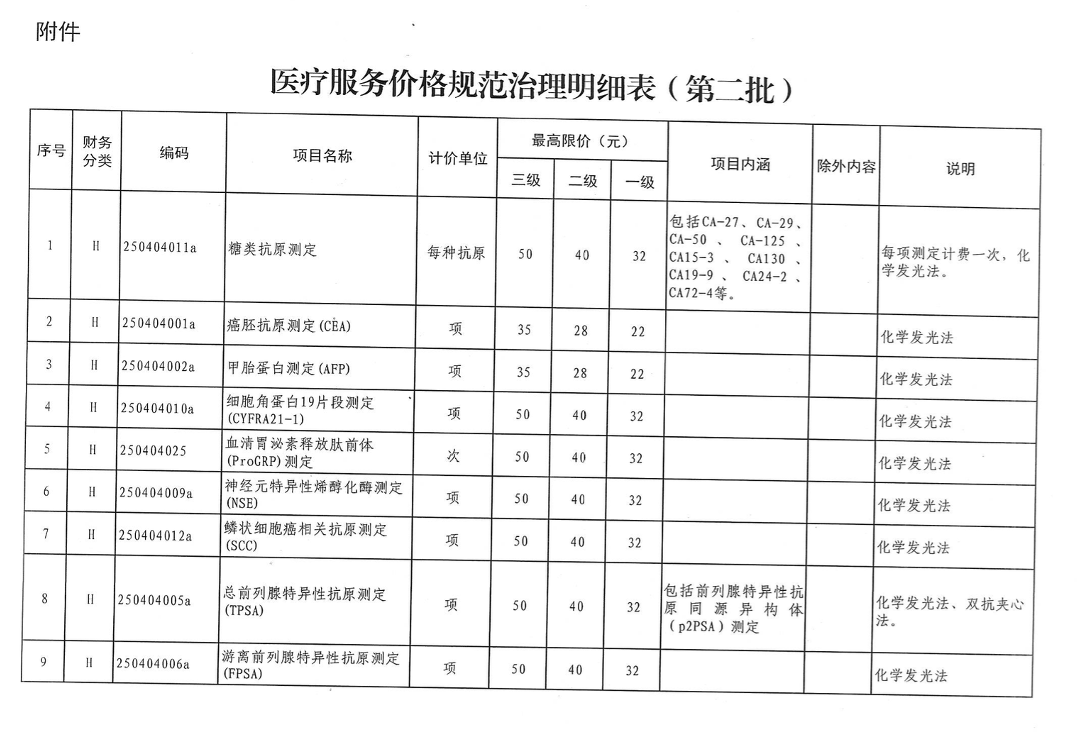 附件
医疗服务价格规范治理明细表（第二批）
序号 财务分类 编码 项目名称 计价单位 最高限价（元） 项目内涵 除外内容 说明
三级 二级 一级
1 H 250404011a 糖类抗原测定 每种抗原 50 40 32 包括CA-27、CA-29、CA-50、CA-125、CA15-3、CA130、CA19-9、CA24-2、CA72-4等。 每项测定计费一次，化学发光法。
2 H 250404001a 癌胚抗原测定(CEA) 项 35 28 22 化学发光法
3 H 250404002a 甲胎蛋白测定(AFP) 项 35 28 22 化学发光法
4 H 250404010a 细胞角蛋白19片段测定(CYFRA21-1) 项 50 40 32 化学发光法
5 H 250404025 血清胃泌素释放肽前体(ProGRP)测定 次 50 40 32 化学发光法
6 H 250404009a 神经元特异性烯醇化酶测定(NSE) 项 50 40 32 化学发光法
7 H 250404012a 鳞状细胞癌相关抗原测定(SCC) 项 50 40 32 化学发光法
8 H 250404005a 总前列腺特异性抗原测定(TPSA) 项 50 40 32 包括前列腺特异性抗原同源异构体（p2PSA）测定 化学发光法、双抗夹心法。
9 H 250404006a 游离前列腺特异性抗原测定(FPSA) 项 50 40 32 化学发光法